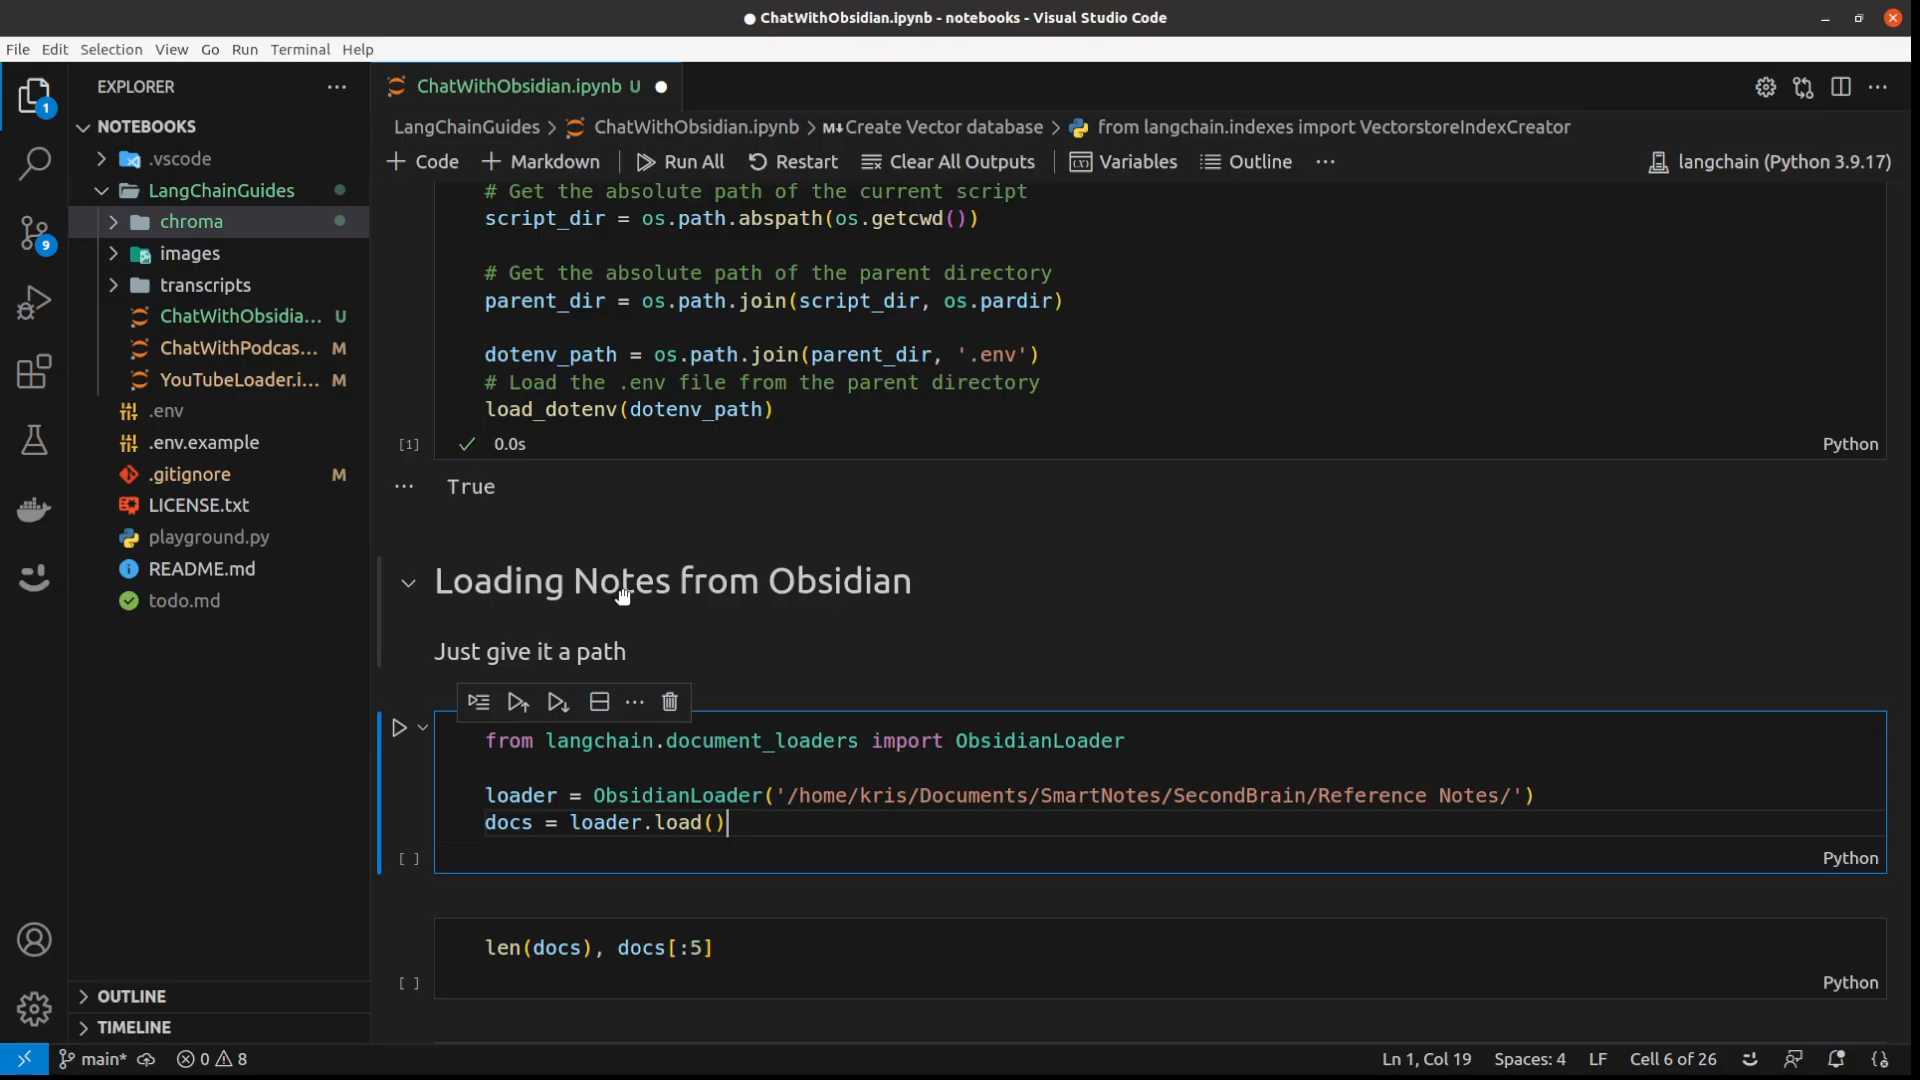 ChatWithObsidian.ipynb - notebooks - Visual Studio Code
File Edit Selection View Go Run Terminal Help
EXPLORER
ChatWithObsidian.ipynb U
1
NOTEBOOKS
.vscode
LangChainGuides
chroma
images
transcripts
ChatWithObsidia... U
ChatWithPodcas... M
YouTubeLoader.i... M
.env
.env.example
.gitignore M
LICENSE.txt
playground.py
README.md
todo.md
9
OUTLINE
TIMELINE
LangChainGuides > ChatWithObsidian.ipynb > M↓Create Vector database > from langchain.indexes import VectorstoreIndexCreator
+ Code + Markdown Run All Restart Clear All Outputs Variables Outline ··· langchain (Python 3.9.17)
# Get the absolute path of the current script
script_dir = os.path.abspath(os.getcwd())
# Get the absolute path of the parent directory
parent_dir = os.path.join(script_dir, os.pardir)
dotenv_path = os.path.join(parent_dir, '.env')
# Load the .env file from the parent directory
load_dotenv(dotenv_path)
[1] ✓ 0.0s Python
··· True
Loading Notes from Obsidian
Just give it a path
from langchain.document_loaders import ObsidianLoader
loader = ObsidianLoader('/home/kris/Documents/SmartNotes/SecondBrain/Reference Notes/')
docs = loader.load()
[ ] Python
len(docs), docs[:5]
[ ] Python
main* 0 8 Ln 1, Col 19 Spaces: 4 LF Cell 6 of 26